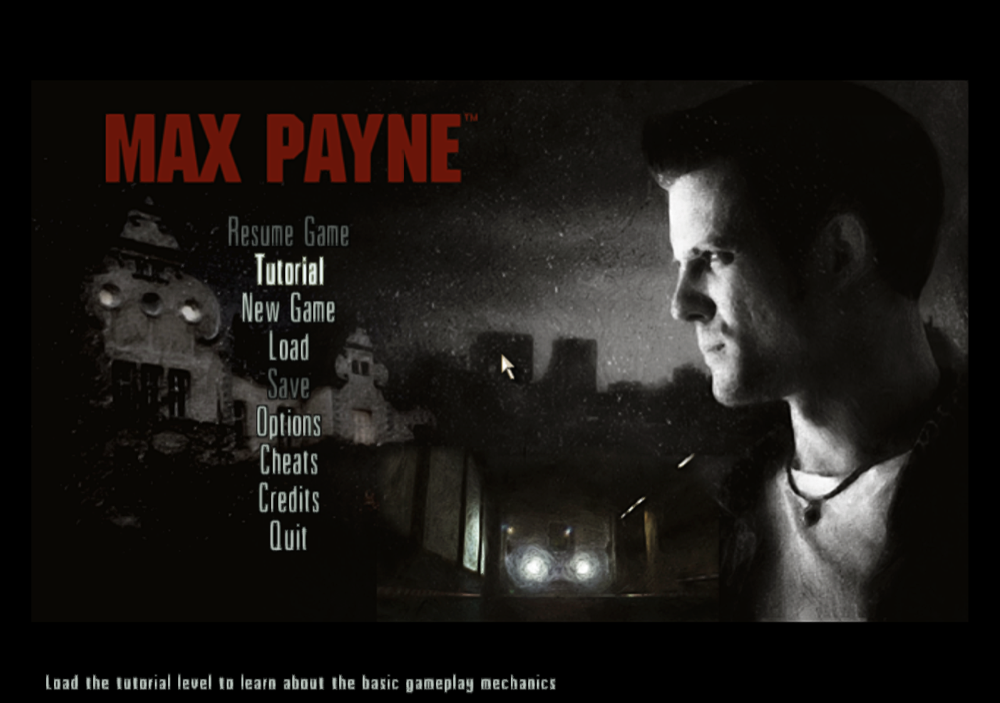 MAX PAYNE™
Resume Game
Tutorial
New Game
Load
Save
Options
Cheats
Credits
Quit
Load the tutorial level to learn about the basic gameplay mechanics